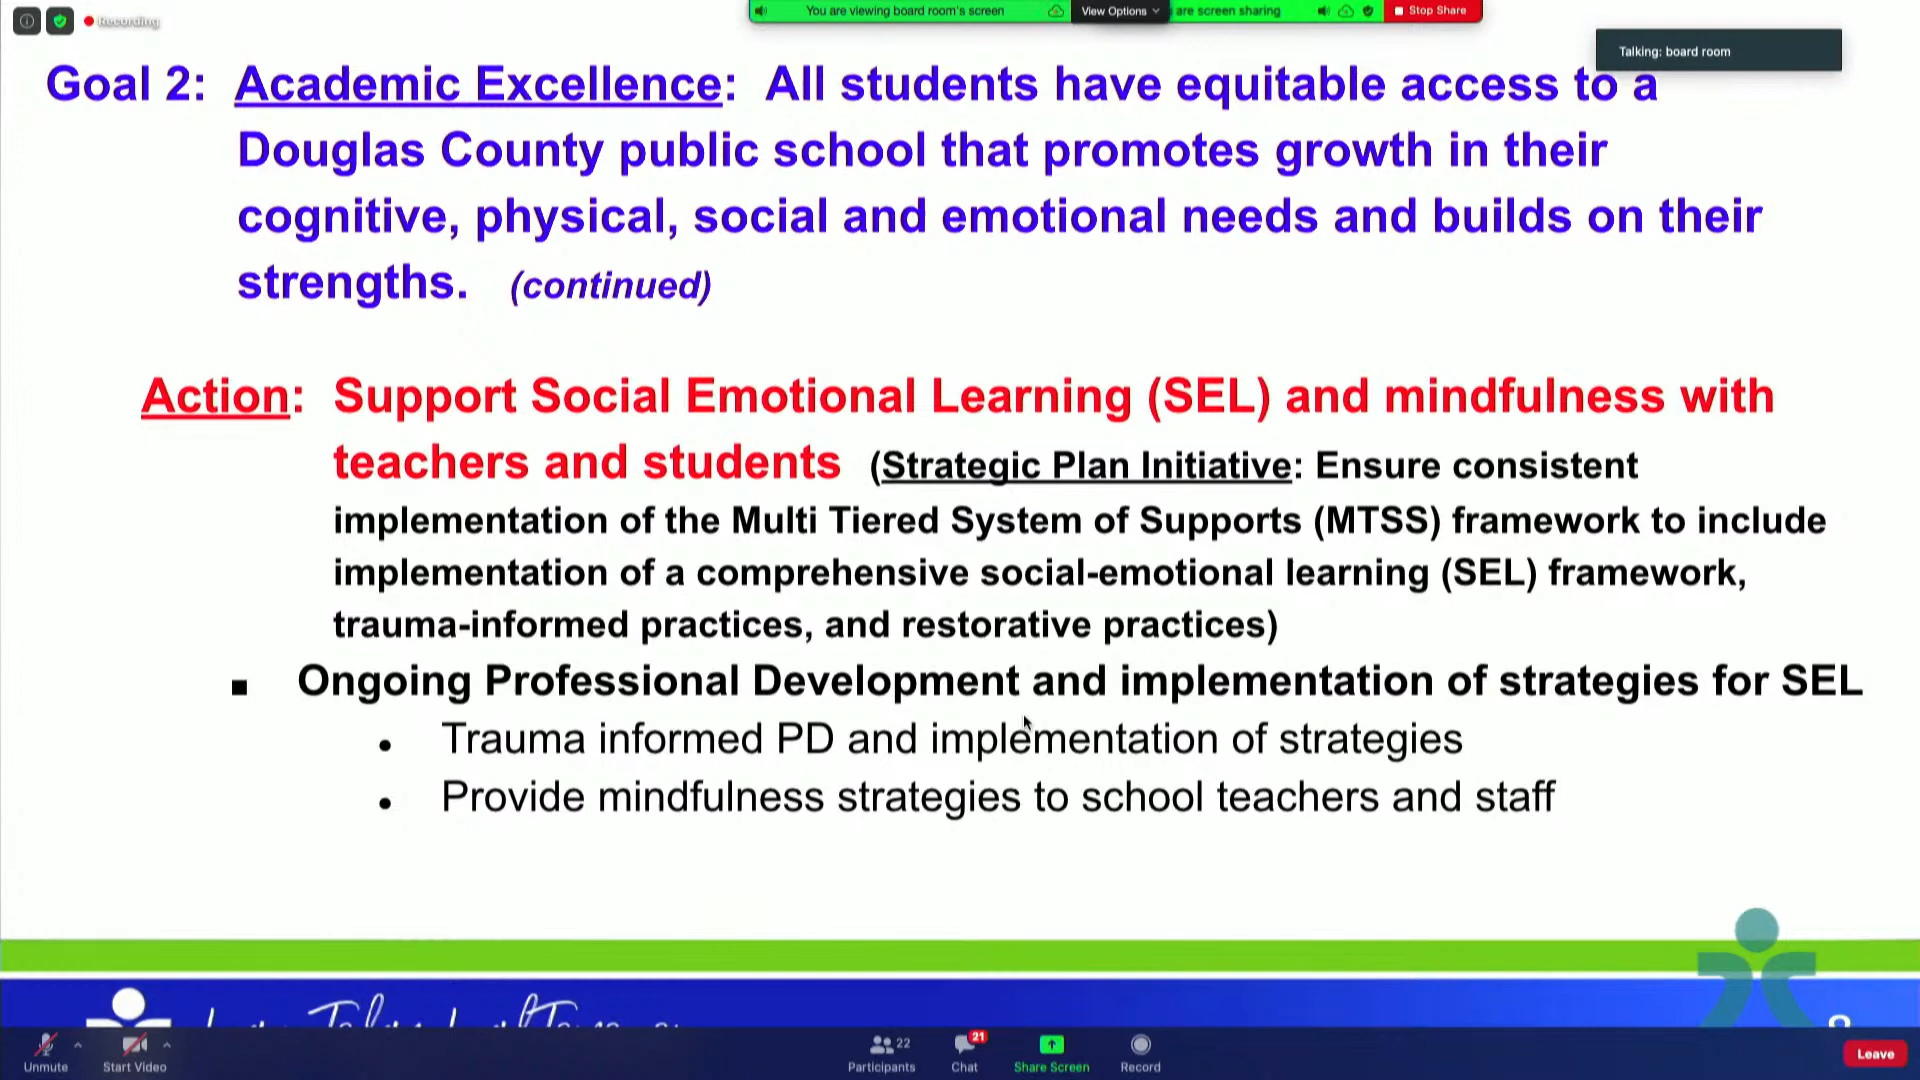 Recording
You are viewing board room's screen
View Options
are screen sharing
Stop Share
Talking: board room
Goal 2: Academic Excellence: All students have equitable access to a
Douglas County public school that promotes growth in their
cognitive, physical, social and emotional needs and builds on their
strengths. (continued)
Action: Support Social Emotional Learning (SEL) and mindfulness with
teachers and students (Strategic Plan Initiative: Ensure consistent
implementation of the Multi Tiered System of Supports (MTSS) framework to include
implementation of a comprehensive social-emotional learning (SEL) framework,
trauma-informed practices, and restorative practices)
■ Ongoing Professional Development and implementation of strategies for SEL
● Trauma informed PD and implementation of strategies
● Provide mindfulness strategies to school teachers and staff
Unmute
Start Video
22
Participants
21
Chat
Share Screen
Record
Leave